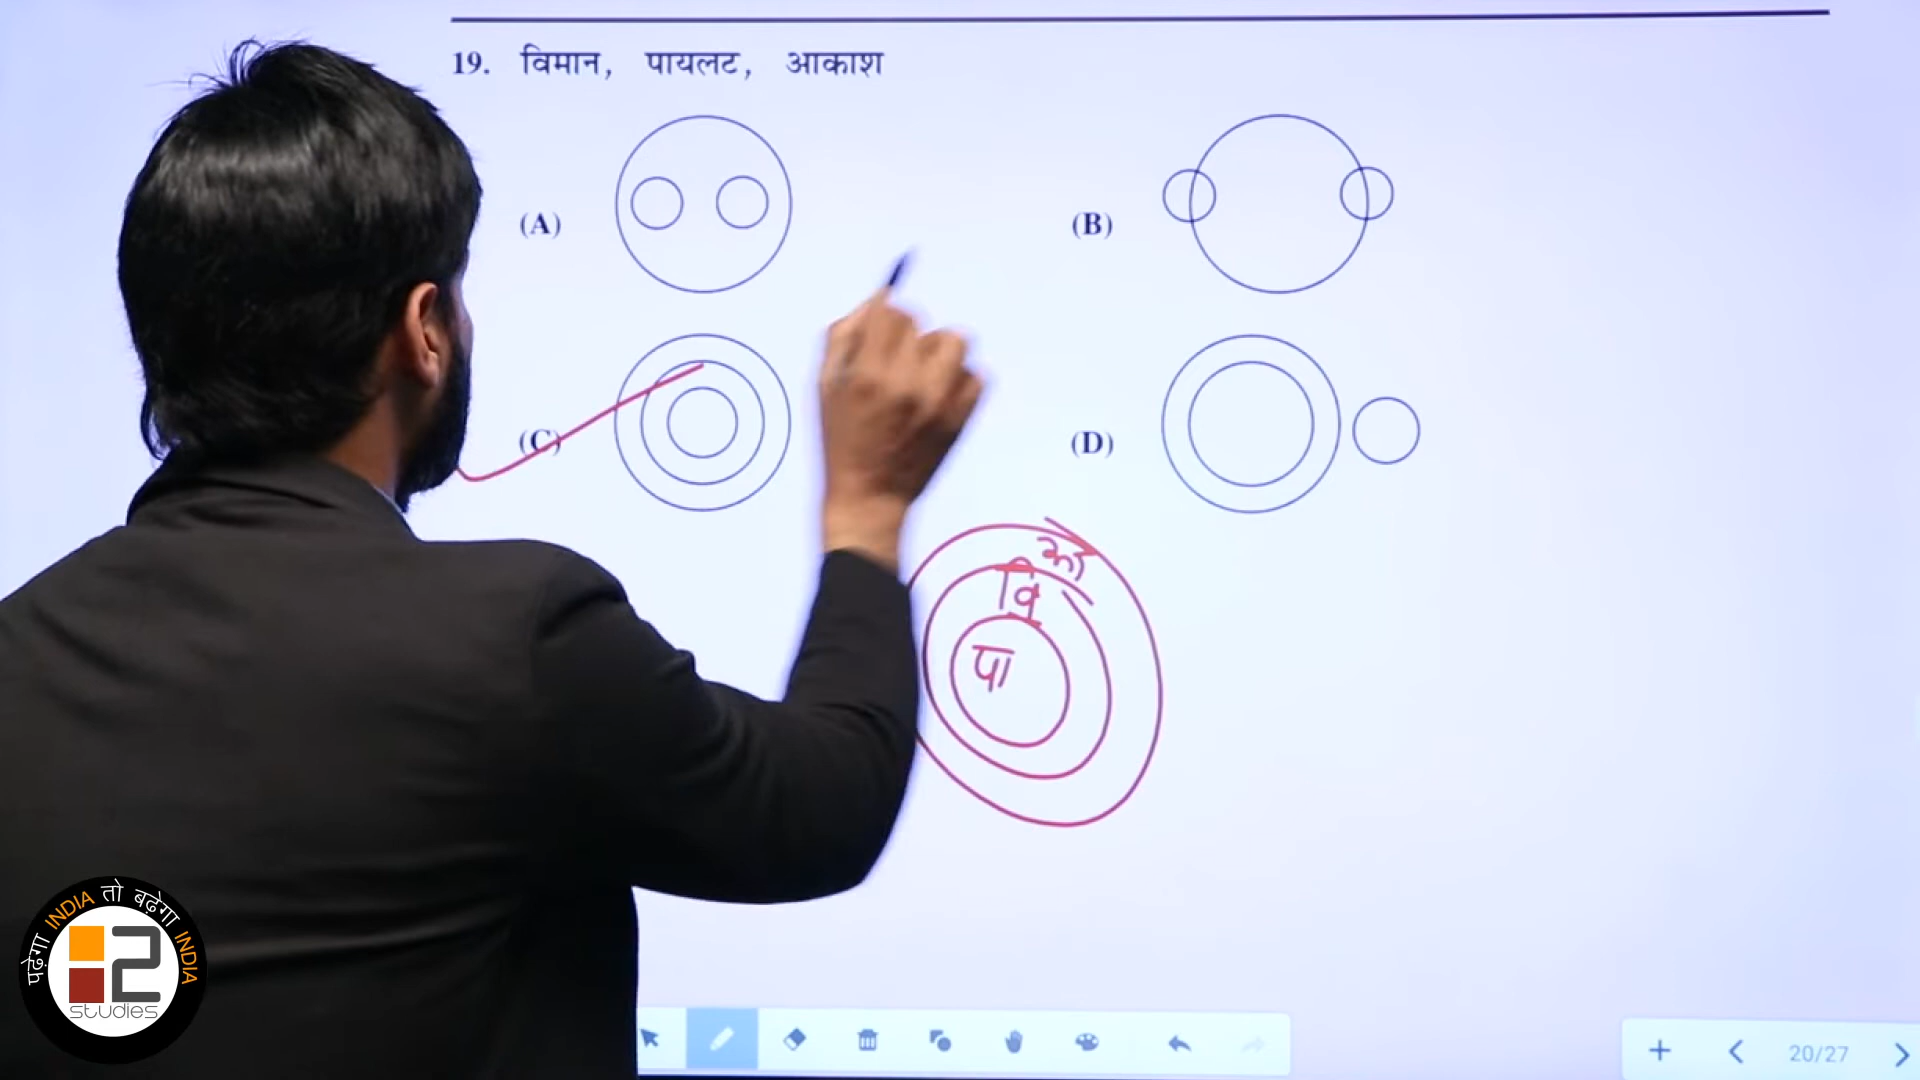 19. विमान, पायलट, आकाश
(A)
(B)
(C)
(D)
वि
पा
पढ़ेगा INDIA तो बढ़ेगा INDIA
i2
studies
20/27